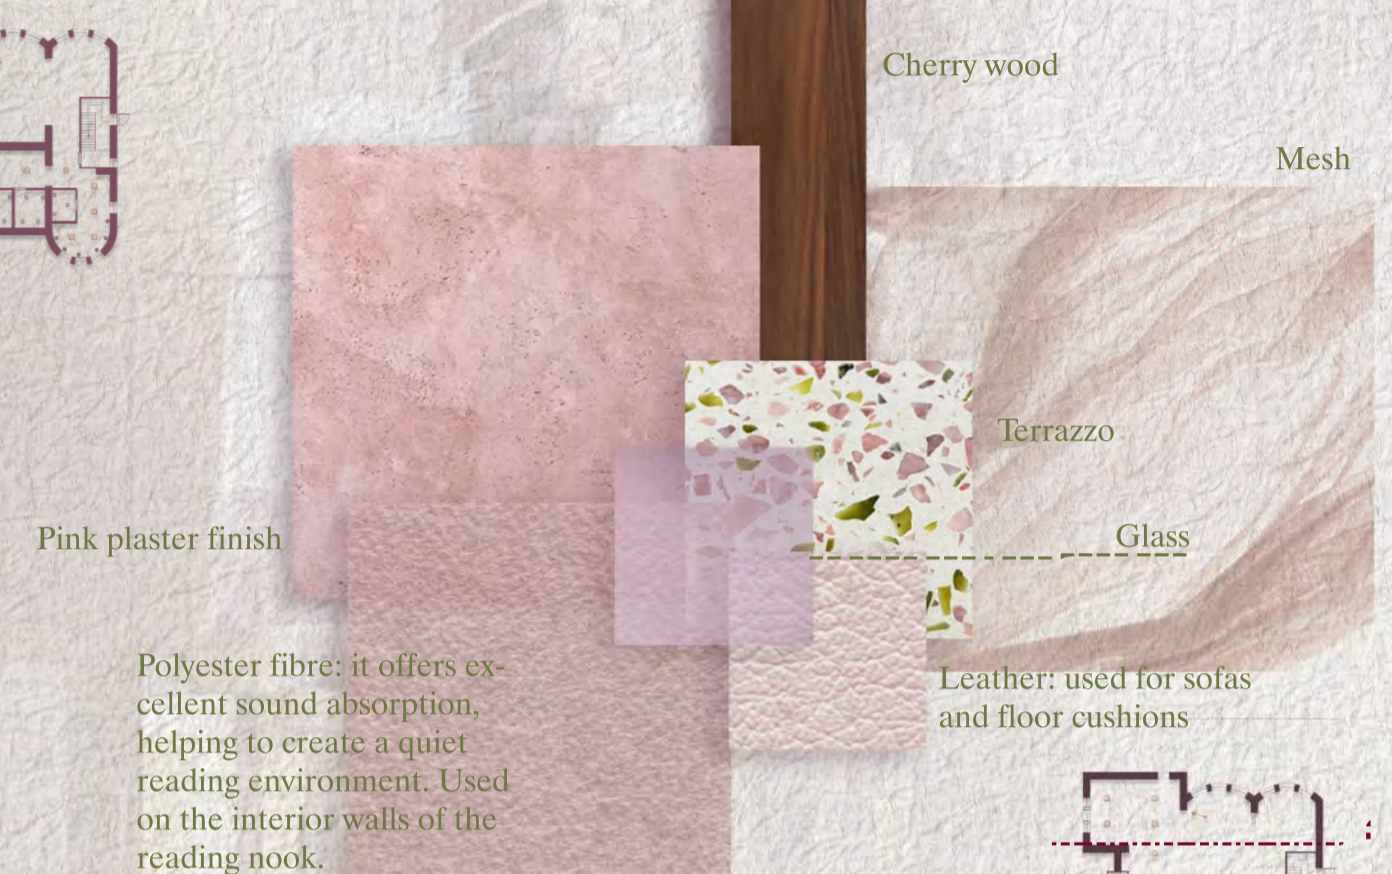 Cherry wood
Mesh
Terrazzo
Glass
Pink plaster finish
Polyester fibre: it offers ex-
cellent sound absorption,
helping to create a quiet
reading environment. Used
on the interior walls of the
reading nook.
Leather: used for sofas
and floor cushions